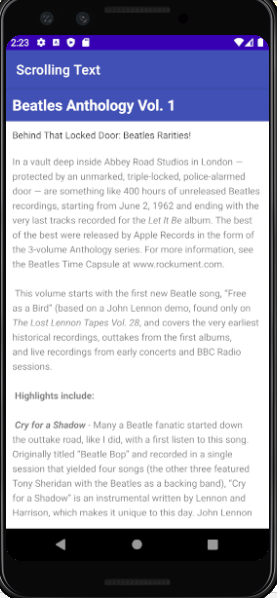 2:23
Scrolling Text
Beatles Anthology Vol. 1
Behind That Locked Door: Beatles Rarities!
In a vault deep inside Abbey Road Studios in London —
protected by an unmarked, triple-locked, police-alarmed
door — are something like 400 hours of unreleased Beatles
recordings, starting from June 2, 1962 and ending with the
very last tracks recorded for the Let It Be album. The best
of the best were released by Apple Records in the form of
the 3-volume Anthology series. For more information, see
the Beatles Time Capsule at www.rockument.com.
This volume starts with the first new Beatle song, “Free
as a Bird” (based on a John Lennon demo, found only on
The Lost Lennon Tapes Vol. 28, and covers the very earliest
historical recordings, outtakes from the first albums,
and live recordings from early concerts and BBC Radio
sessions.
Highlights include:
Cry for a Shadow - Many a Beatle fanatic started down
the outtake road, like I did, with a first listen to this song.
Originally titled “Beatle Bop” and recorded in a single
session that yielded four songs (the other three featured
Tony Sheridan with the Beatles as a backing band), “Cry
for a Shadow” is an instrumental written by Lennon and
Harrison, which makes it unique to this day. John Lennon